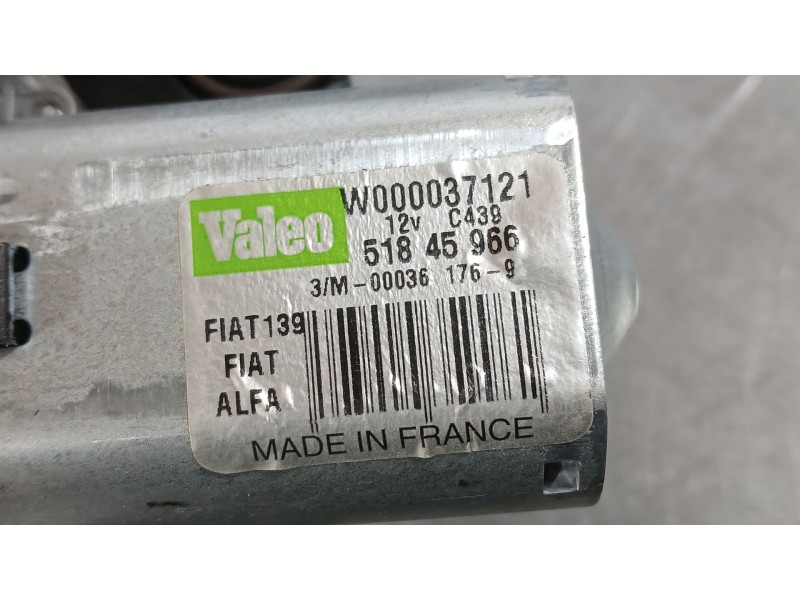 Valeo
W000037121
12v C439
518 45 966
3/M-00036 176-9
FIAT139
FIAT
ALFA
MADE IN FRANCE